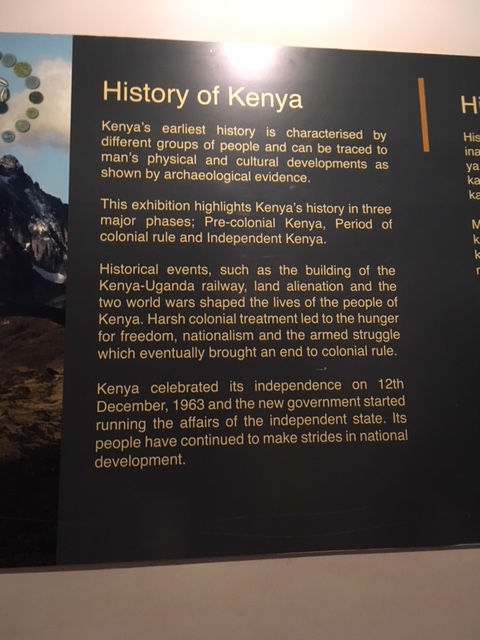 History of Kenya
Kenya's earliest history is characterised by
different groups of people and can be traced to
man's physical and cultural developments as
shown by archaeological evidence.
This exhibition highlights Kenya's history in three
major phases; Pre-colonial Kenya, Period of
colonial rule and Independent Kenya.
Historical events, such as the building of the
Kenya-Uganda railway, land alienation and the
two world wars shaped the lives of the people of
Kenya. Harsh colonial treatment led to the hunger
for freedom, nationalism and the armed struggle
which eventually brought an end to colonial rule.
Kenya celebrated its independence on 12th
December, 1963 and the new government started
running the affairs of the independent state. Its
people have continued to make strides in national
development.